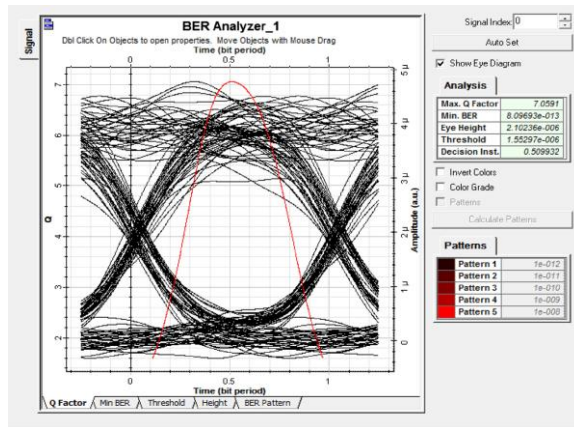 BER Analyzer_1
Dbl Click On Objects to open properties. Move Objects with Mouse Drag
Time (bit period)
0 0.5 1
Signal
Q
7
6
5
4
3
2
Amplitude (a.u.)
5 µ
4 µ
3 µ
2 µ
1 µ
0
0 0.5 1
Time (bit period)
Q Factor Min BER Threshold Height BER Pattern
Signal Index: 0
Auto Set
Show Eye Diagram
Analysis
Max. Q Factor 7.0591
Min. BER 8.09693e-013
Eye Height 2.10236e-006
Threshold 1.55297e-006
Decision Inst. 0.509932
Invert Colors
Color Grade
Patterns
Calculate Patterns
Patterns
Pattern 1 1e-012
Pattern 2 1e-011
Pattern 3 1e-010
Pattern 4 1e-009
Pattern 5 1e-008